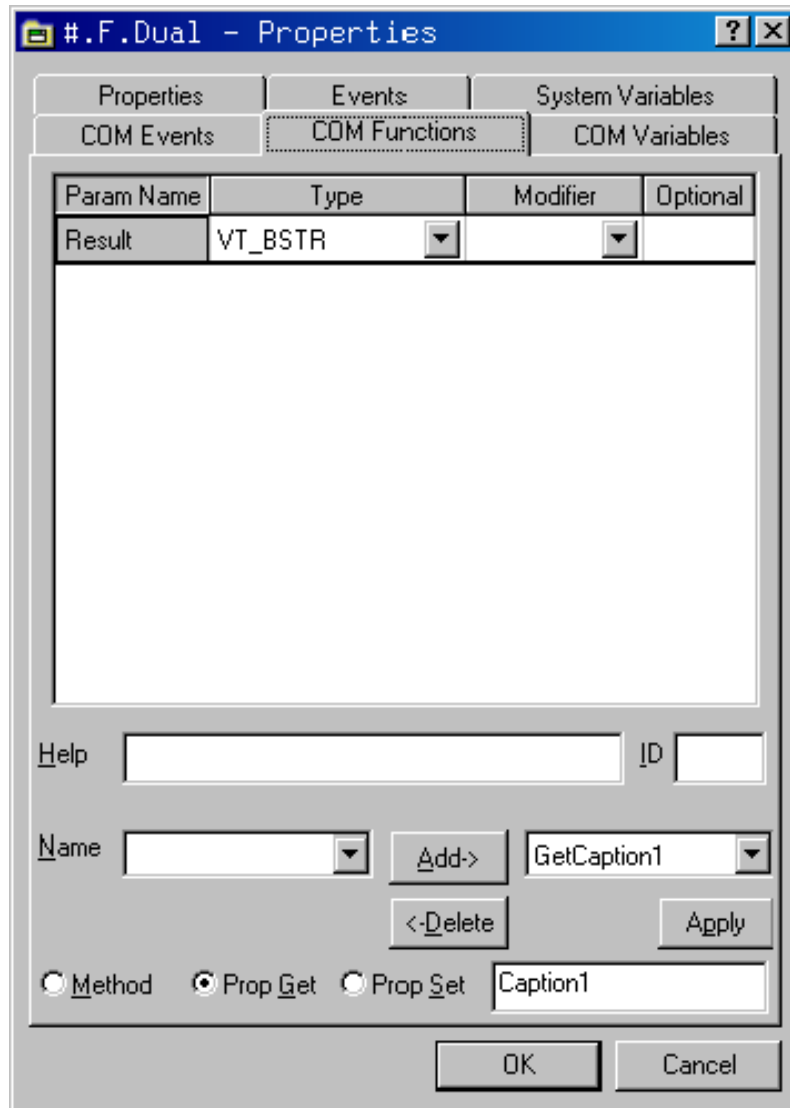 #.F.Dual - Properties ? X
Properties Events System Variables
COM Events COM Functions COM Variables
Param Name Type Modifier Optional
Result VT_BSTR
Help ID
Name Add-> GetCaption1
<-Delete Apply
Method Prop Get Prop Set Caption1
OK Cancel